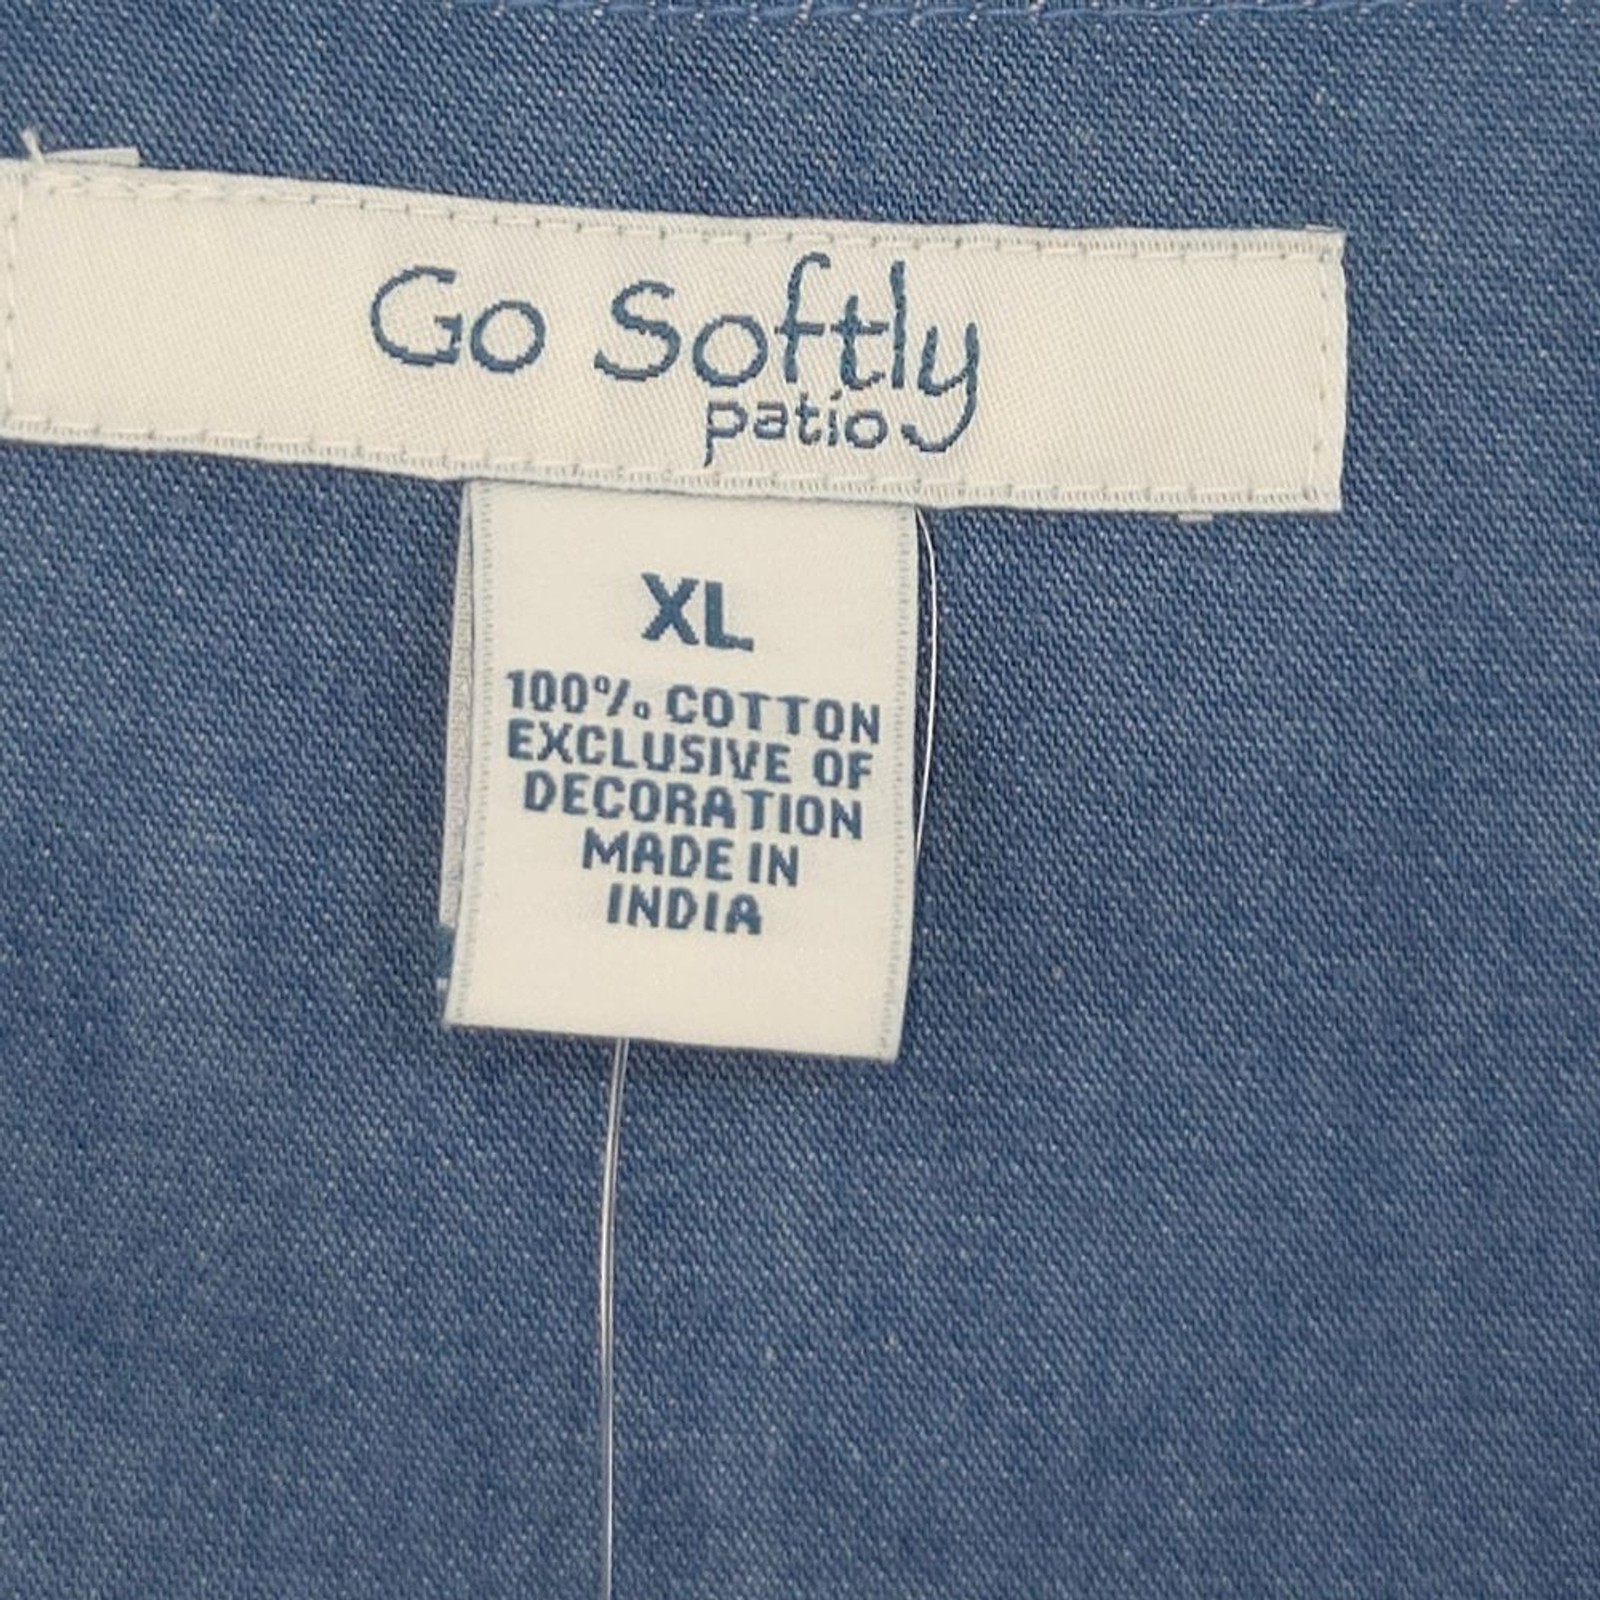 Go Softly
patio
XL
100% COTTON
EXCLUSIVE OF
DECORATION
MADE IN
INDIA